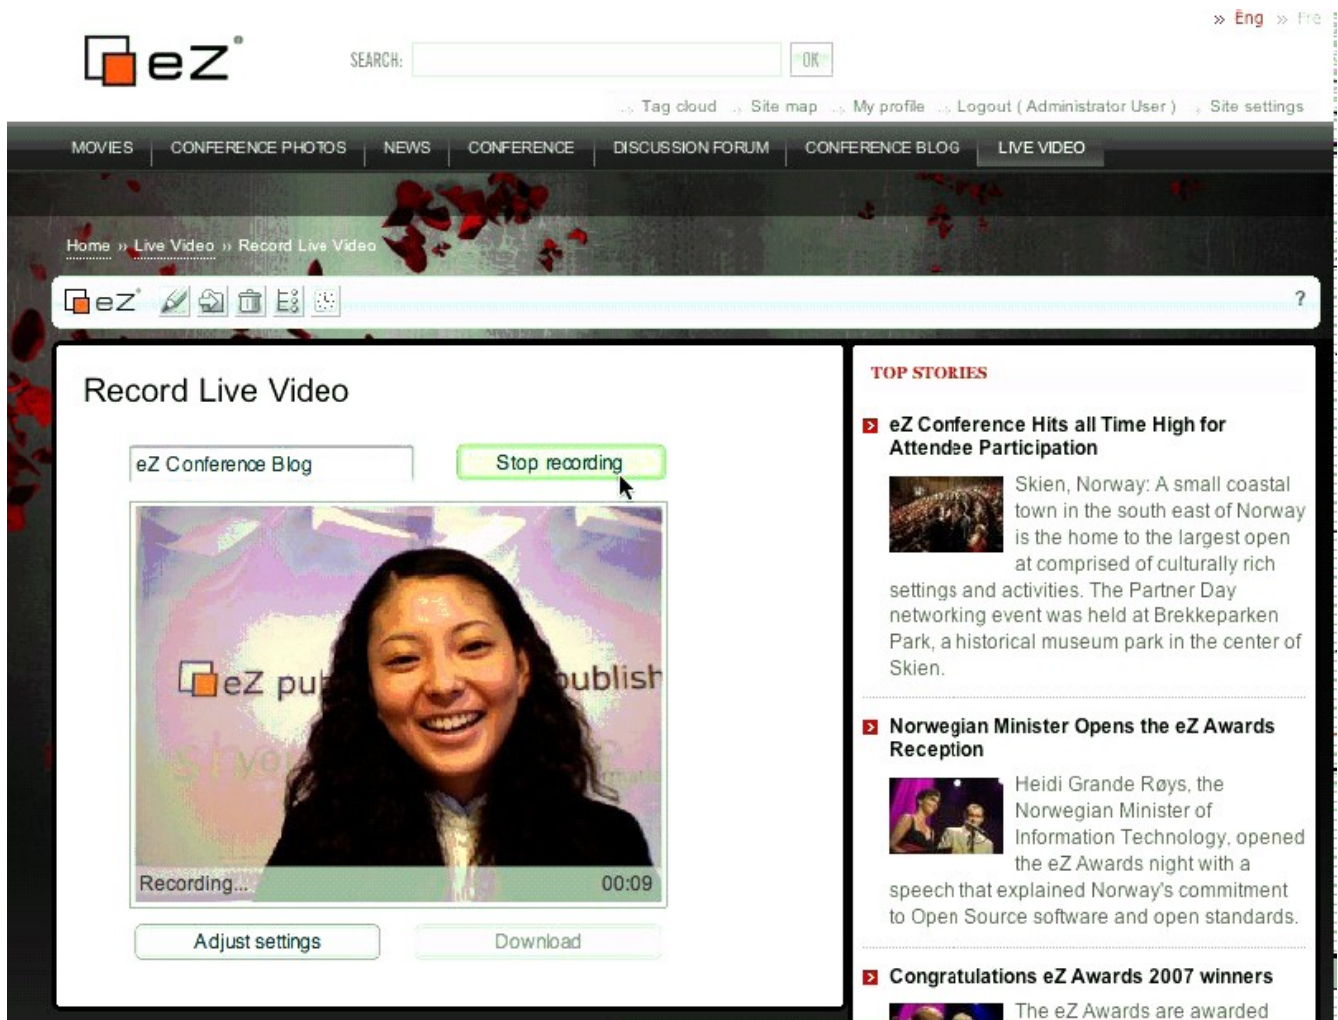 » Eng » Fre
eZ
SEARCH:
OK
Tag cloud
Site map
My profile
Logout ( Administrator User )
Site settings
MOVIES
CONFERENCE PHOTOS
NEWS
CONFERENCE
DISCUSSION FORUM
CONFERENCE BLOG
LIVE VIDEO
Home » Live Video » Record Live Video
eZ
?
Record Live Video
eZ Conference Blog
Stop recording
eZ pub
publish
Recording...
00:09
Adjust settings
Download
TOP STORIES
eZ Conference Hits all Time High for
Attendee Participation
Skien, Norway: A small coastal
town in the south east of Norway
is the home to the largest open
at comprised of culturally rich
settings and activities. The Partner Day
networking event was held at Brekkeparken
Park, a historical museum park in the center of
Skien.
Norwegian Minister Opens the eZ Awards
Reception
Heidi Grande Røys, the
Norwegian Minister of
Information Technology, opened
the eZ Awards night with a
speech that explained Norway's commitment
to Open Source software and open standards.
Congratulations eZ Awards 2007 winners
The eZ Awards are awarded